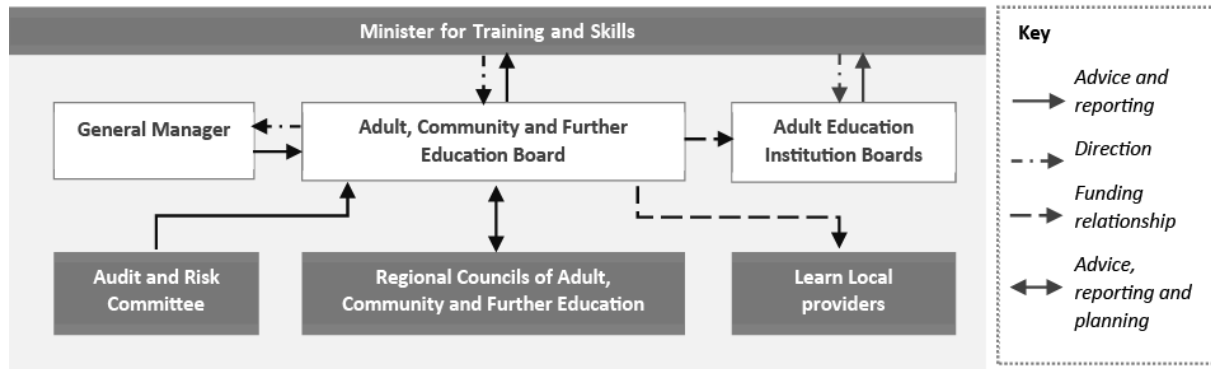 Minister for Training and Skills
General Manager
Adult, Community and Further
Education Board
Adult Education
Institution Boards
Audit and Risk
Committee
Regional Councils of Adult,
Community and Further Education
Learn Local
providers
Key
Advice and
reporting
Direction
Funding
relationship
Advice,
reporting and
planning